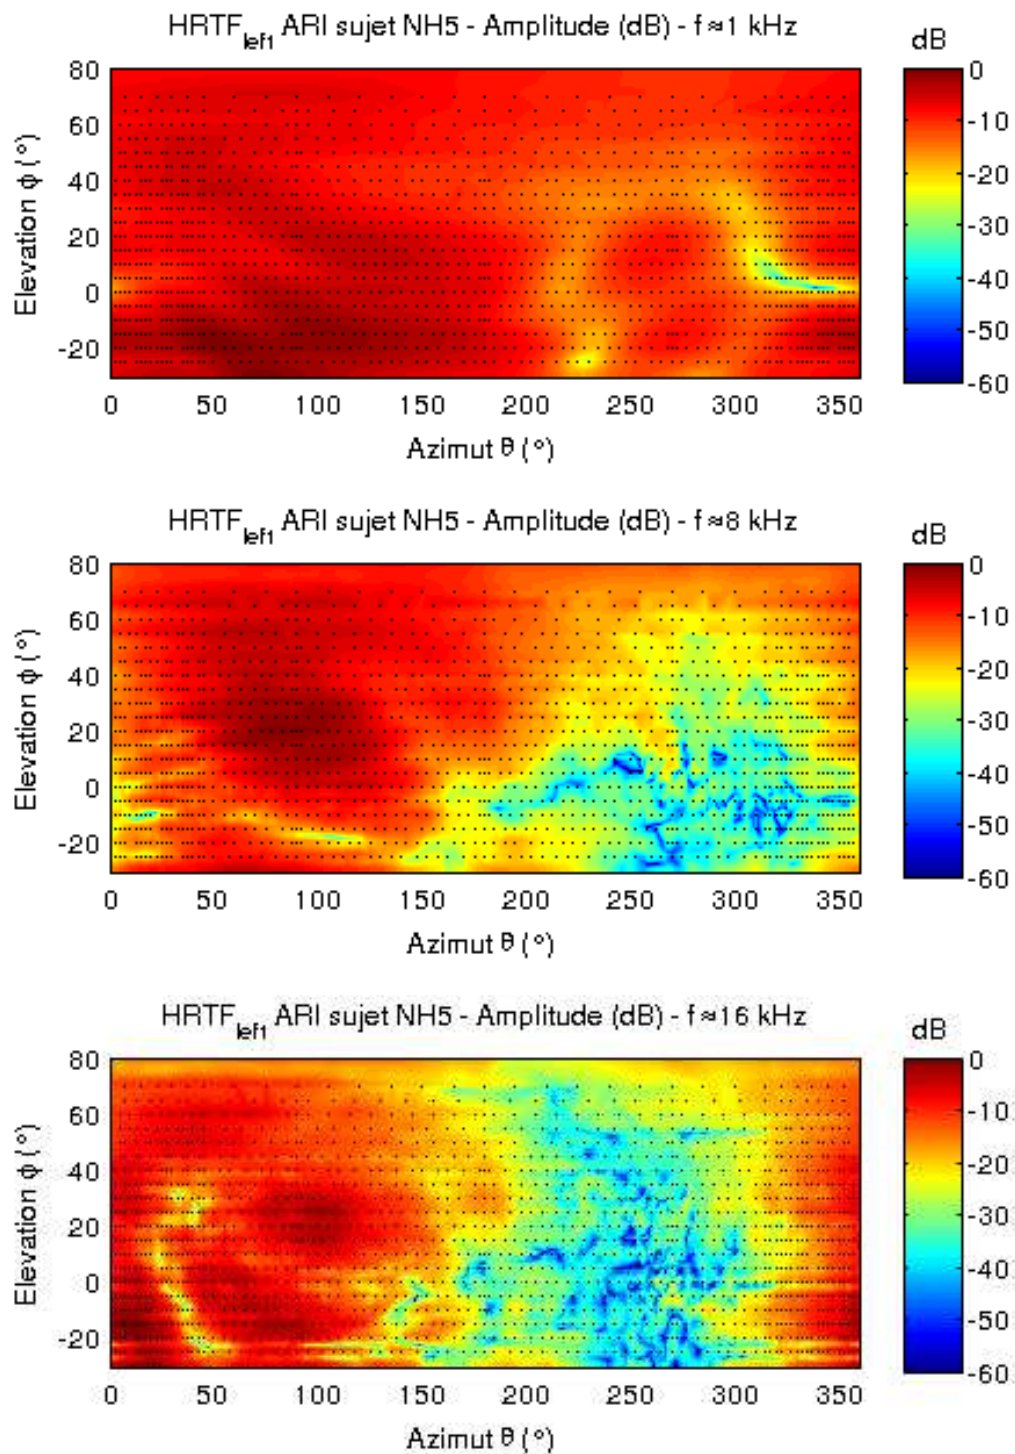 HRTF_left ARI sujet NH5 - Amplitude (dB) - f≈1 kHz
dB
80
60
40
20
0
-20
Elevation ϕ (°)
0 50 100 150 200 250 300 350
Azimut θ (°)
0
-10
-20
-30
-40
-50
-60
HRTF_left ARI sujet NH5 - Amplitude (dB) - f≈8 kHz
dB
80
60
40
20
0
-20
Elevation ϕ (°)
0 50 100 150 200 250 300 350
Azimut θ (°)
0
-10
-20
-30
-40
-50
-60
HRTF_left ARI sujet NH5 - Amplitude (dB) - f≈16 kHz
dB
80
60
40
20
0
-20
Elevation ϕ (°)
0 50 100 150 200 250 300 350
Azimut θ (°)
0
-10
-20
-30
-40
-50
-60